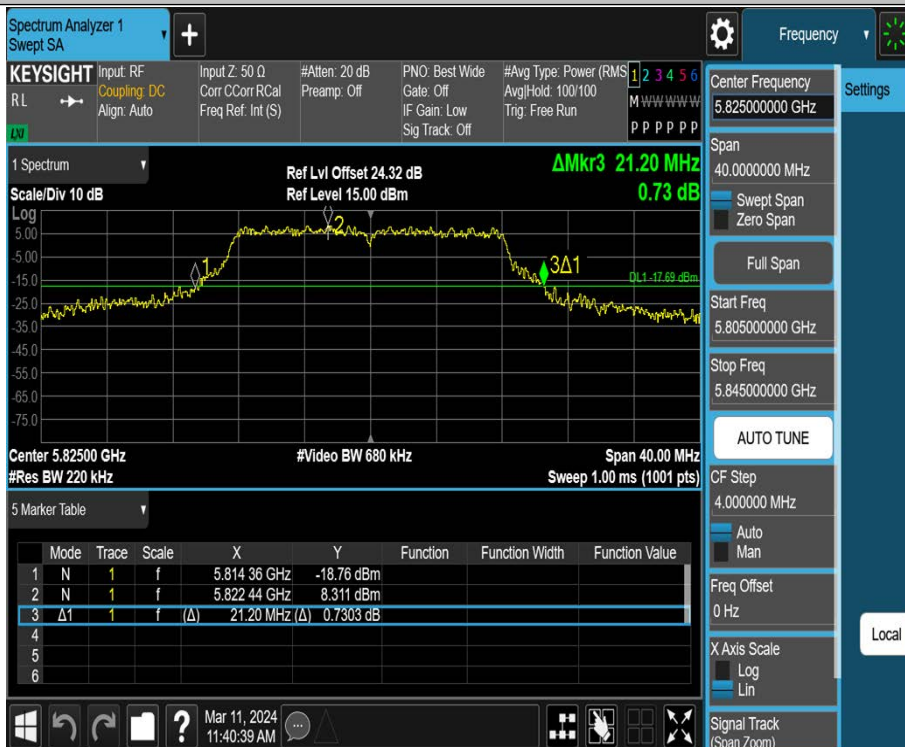 Spectrum Analyzer 1
Swept SA
+
Frequency
KEYSIGHT
RL
LXI
Input: RF
Coupling: DC
Align: Auto
Input Z: 50 Ω
Corr CCorr RCal
Freq Ref: Int (S)
#Atten: 20 dB
Preamp: Off
PNO: Best Wide
Gate: Off
IF Gain: Low
Sig Track: Off
#Avg Type: Power (RMS
Avg|Hold: 100/100
Trig: Free Run
1 2 3 4 5 6
M W W W W W
P P P P P P
1 Spectrum
Scale/Div 10 dB
Ref Lvl Offset 24.32 dB
Ref Level 15.00 dBm
ΔMkr3 21.20 MHz
0.73 dB
Log
5.00
-5.00
-15.0
-25.0
-35.0
-45.0
-55.0
-65.0
-75.0
1
2
3Δ1
DL1 -17.69 dBm
Center 5.82500 GHz
#Video BW 680 kHz
Span 40.00 MHz
#Res BW 220 kHz
Sweep 1.00 ms (1001 pts)
5 Marker Table
Mode Trace Scale X Y Function Function Width Function Value
1 N 1 f 5.814 36 GHz -18.76 dBm
2 N 1 f 5.822 44 GHz 8.311 dBm
3 Δ1 1 f (Δ) 21.20 MHz (Δ) 0.7303 dB
4
5
6
?
Mar 11, 2024
11:40:39 AM
Center Frequency
5.825000000 GHz
Span
40.0000000 MHz
Swept Span
Zero Span
Full Span
Start Freq
5.805000000 GHz
Stop Freq
5.845000000 GHz
AUTO TUNE
CF Step
4.000000 MHz
Auto
Man
Freq Offset
0 Hz
X Axis Scale
Log
Lin
Signal Track
(Span Zoom)
Settings
Local